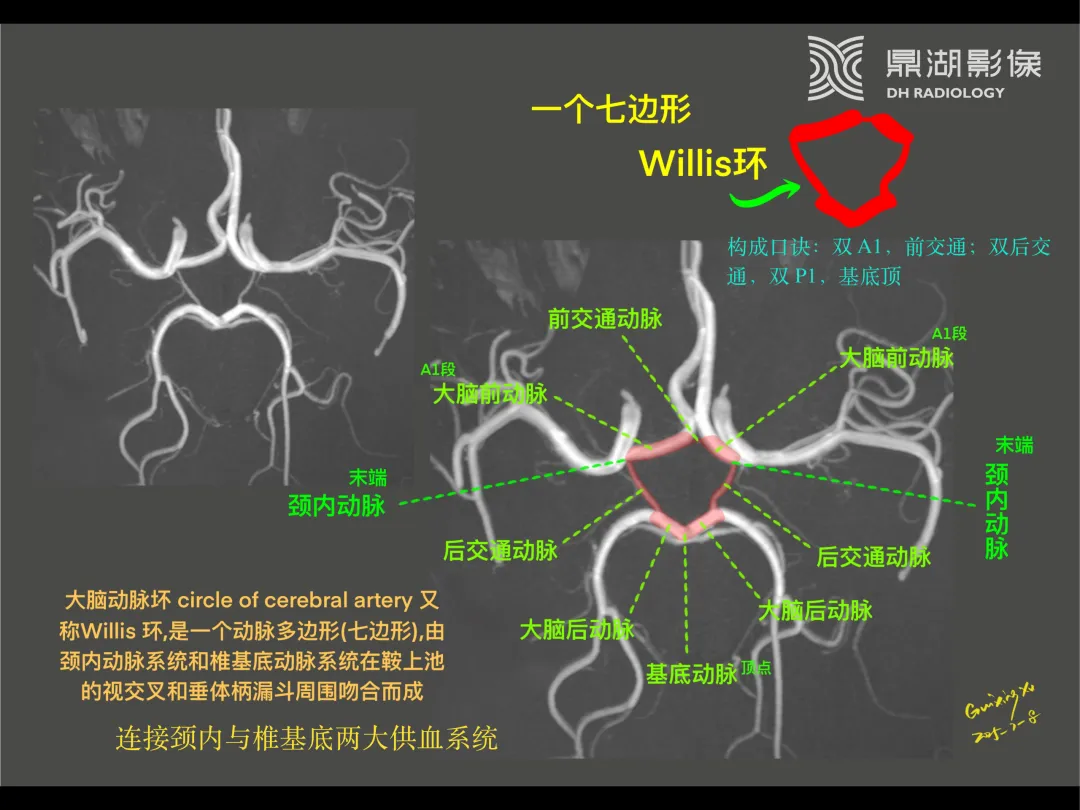 鼎湖影像
DH RADIOLOGY
一个七边形
Willis环
构成口诀：双 A1，前交通；双后交
通，双 P1，基底顶
前交通动脉
A1段
大脑前动脉
A1段
大脑前动脉
末端
颈内动脉
末端
颈内动脉
后交通动脉
后交通动脉
大脑后动脉
大脑后动脉
基底动脉 顶点
大脑动脉环 circle of cerebral artery 又
称Willis 环,是一个动脉多边形(七边形),由
颈内动脉系统和椎基底动脉系统在鞍上池
的视交叉和垂体柄漏斗周围吻合而成
连接颈内与椎基底两大供血系统